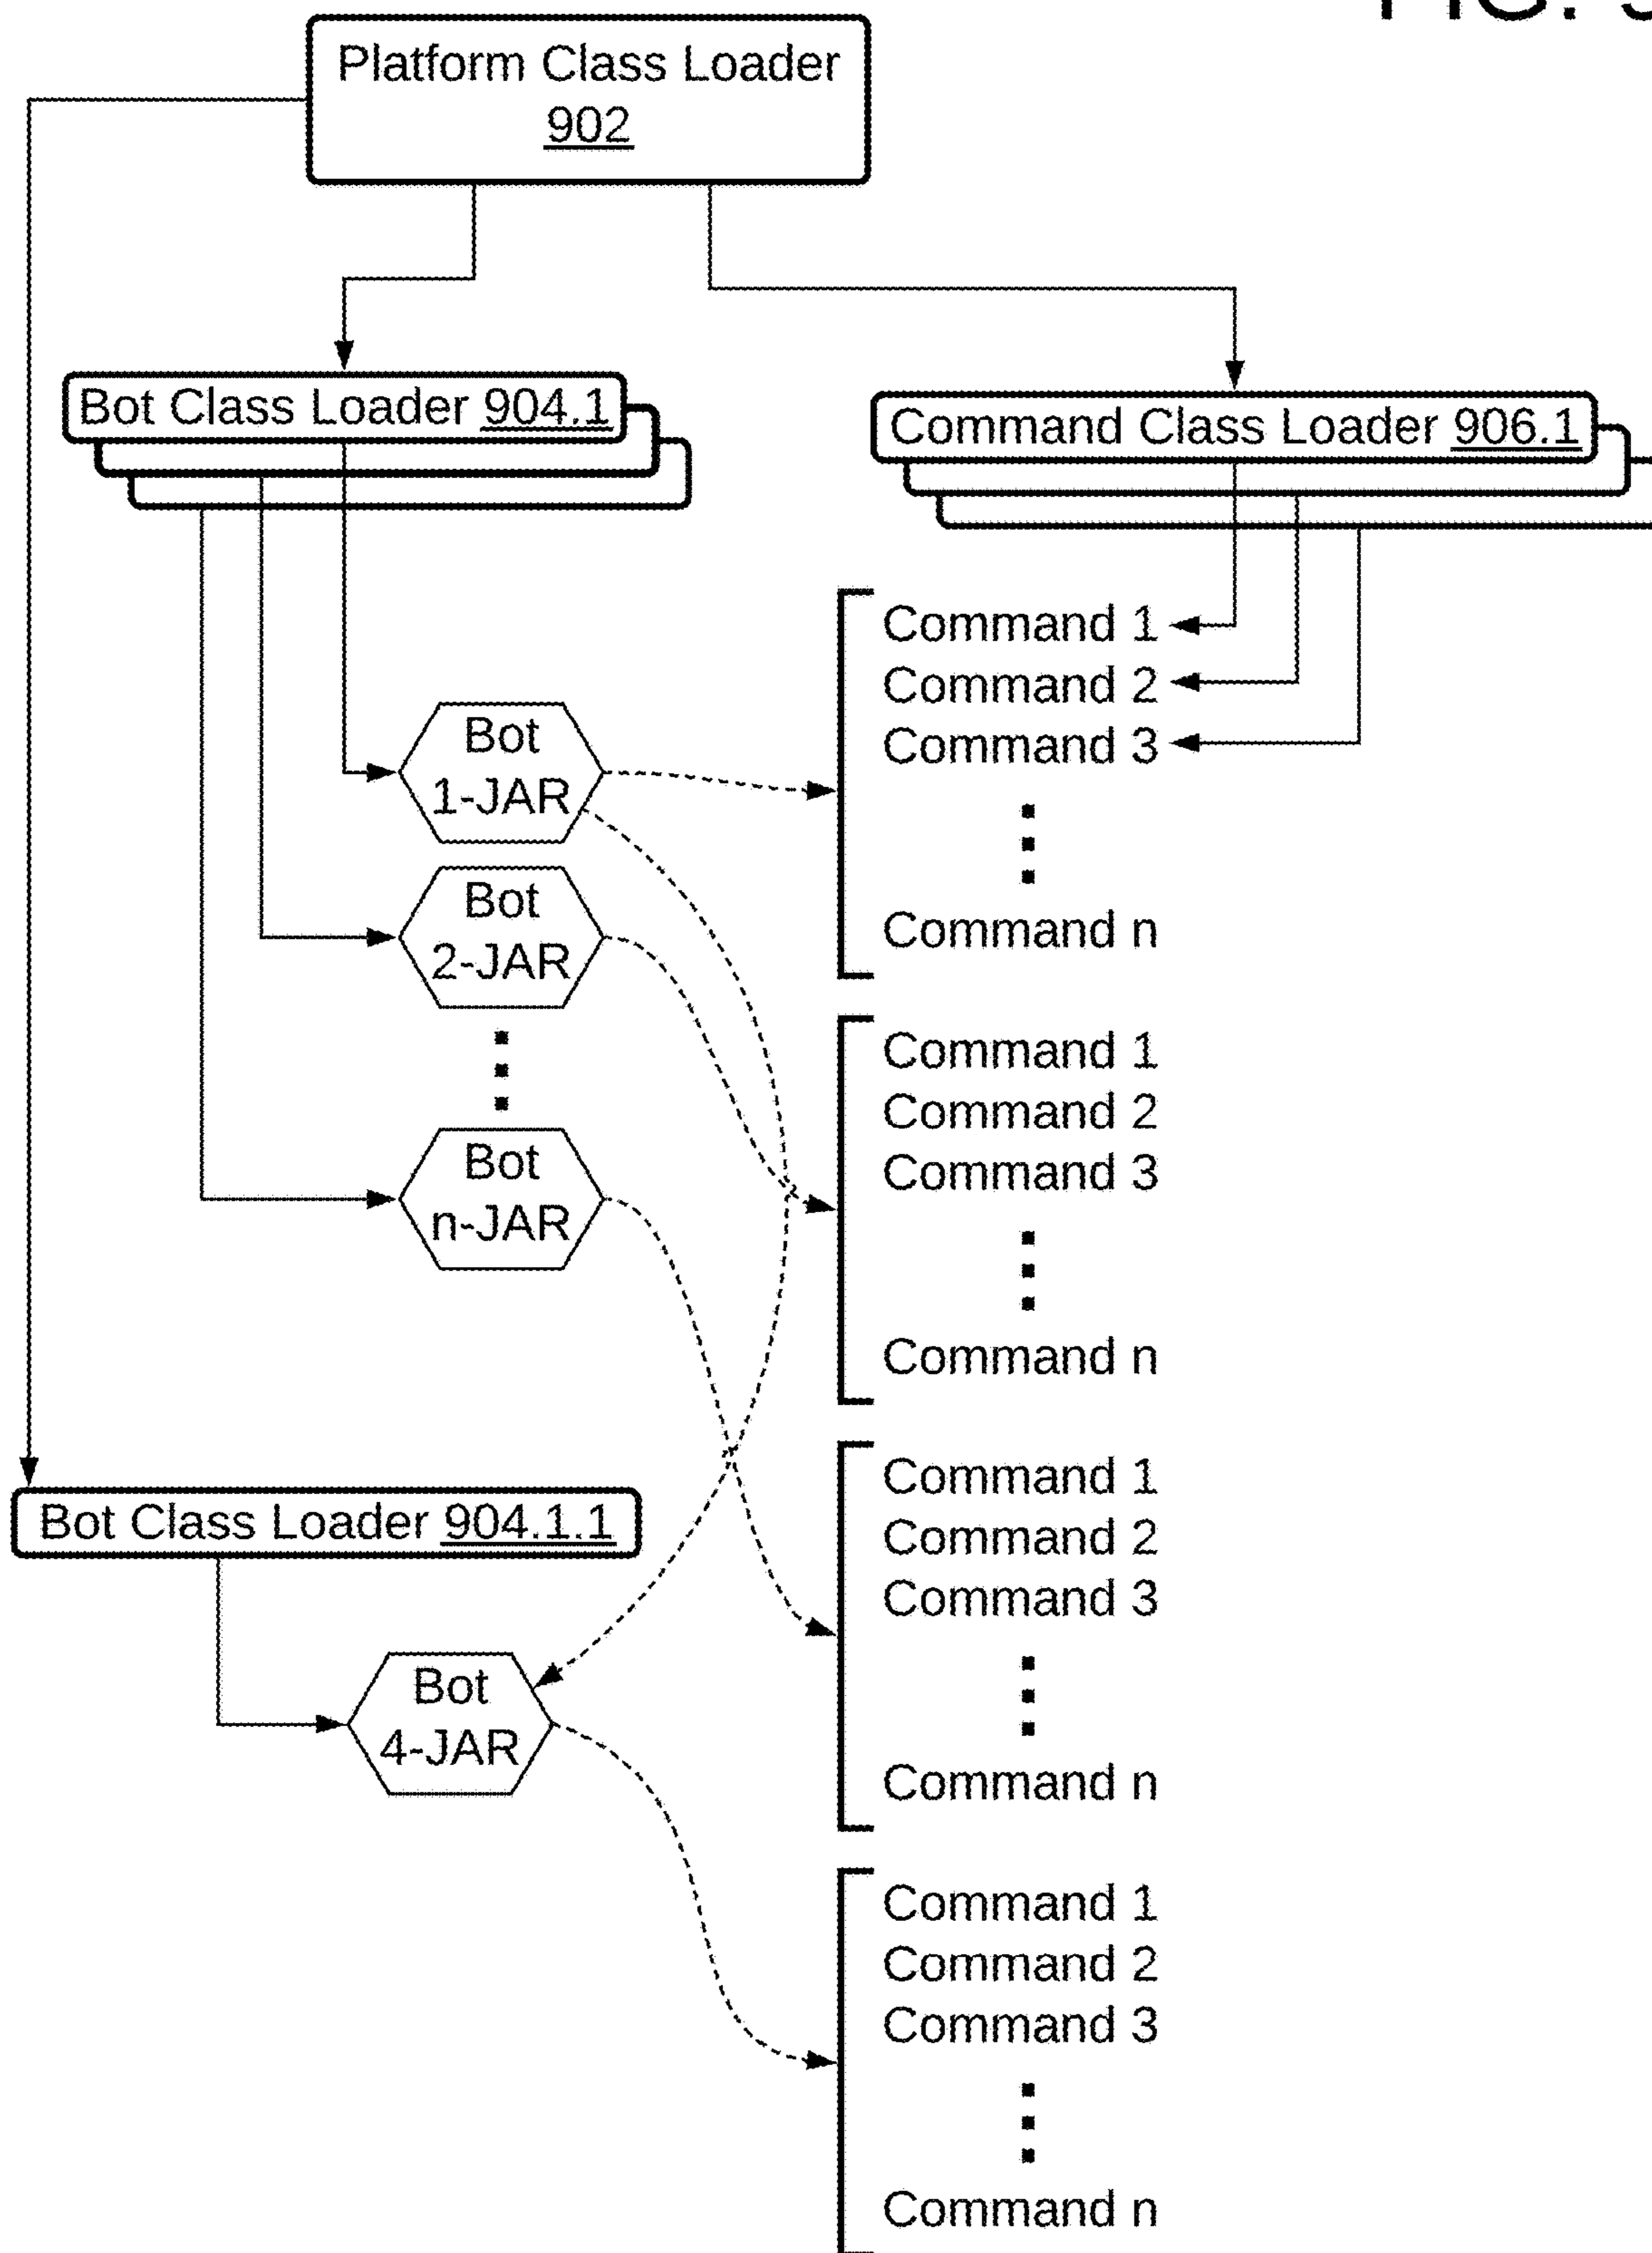 Platform Class Loader
902
Bot Class Loader 904.1
Command Class Loader 906.1
Command 1
Command 2
Command 3
Command n
Bot
1-JAR
Bot
2-JAR
Bot
n-JAR
Command 1
Command 2
Command 3
Command n
Command 1
Command 2
Command 3
Command n
Bot Class Loader 904.1.1
Bot
4-JAR
Command 1
Command 2
Command 3
Command n